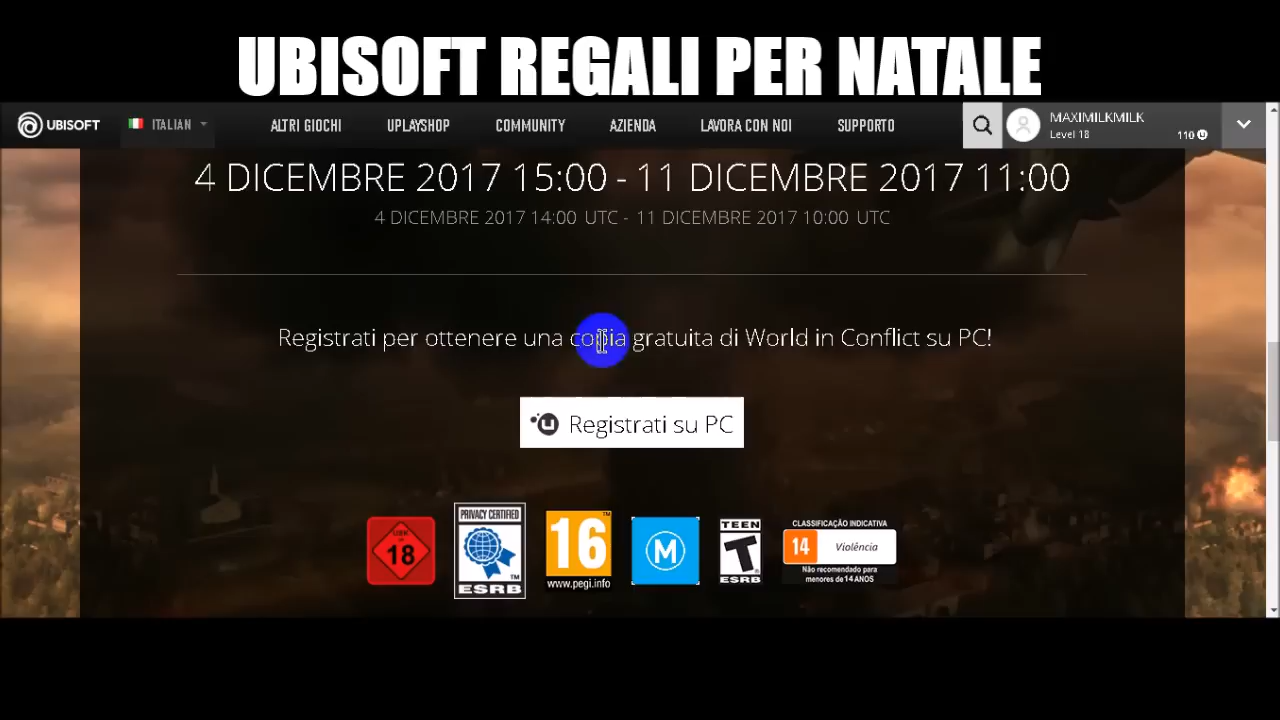 UBISOFT REGALI PER NATALE
UBISOFT ITALIAN ALTRI GIOCHI UPLAYSHOP COMMUNITY AZIENDA LAVORA CON NOI SUPPORTO MAXIMILKMILK
Level 18 110
4 DICEMBRE 2017 15:00 - 11 DICEMBRE 2017 11:00
4 DICEMBRE 2017 14:00 UTC - 11 DICEMBRE 2017 10:00 UTC
Registrati per ottenere una copia gratuita di World in Conflict su PC!
Registrati su PC
USK
18
PRIVACY CERTIFIED
TM
ESRB
16
TM
www.pegi.info
M
TEEN
T
ESRB
CLASSIFICAÇÃO INDICATIVA
14 Violência
Não recomendado para
menores de 14 ANOS